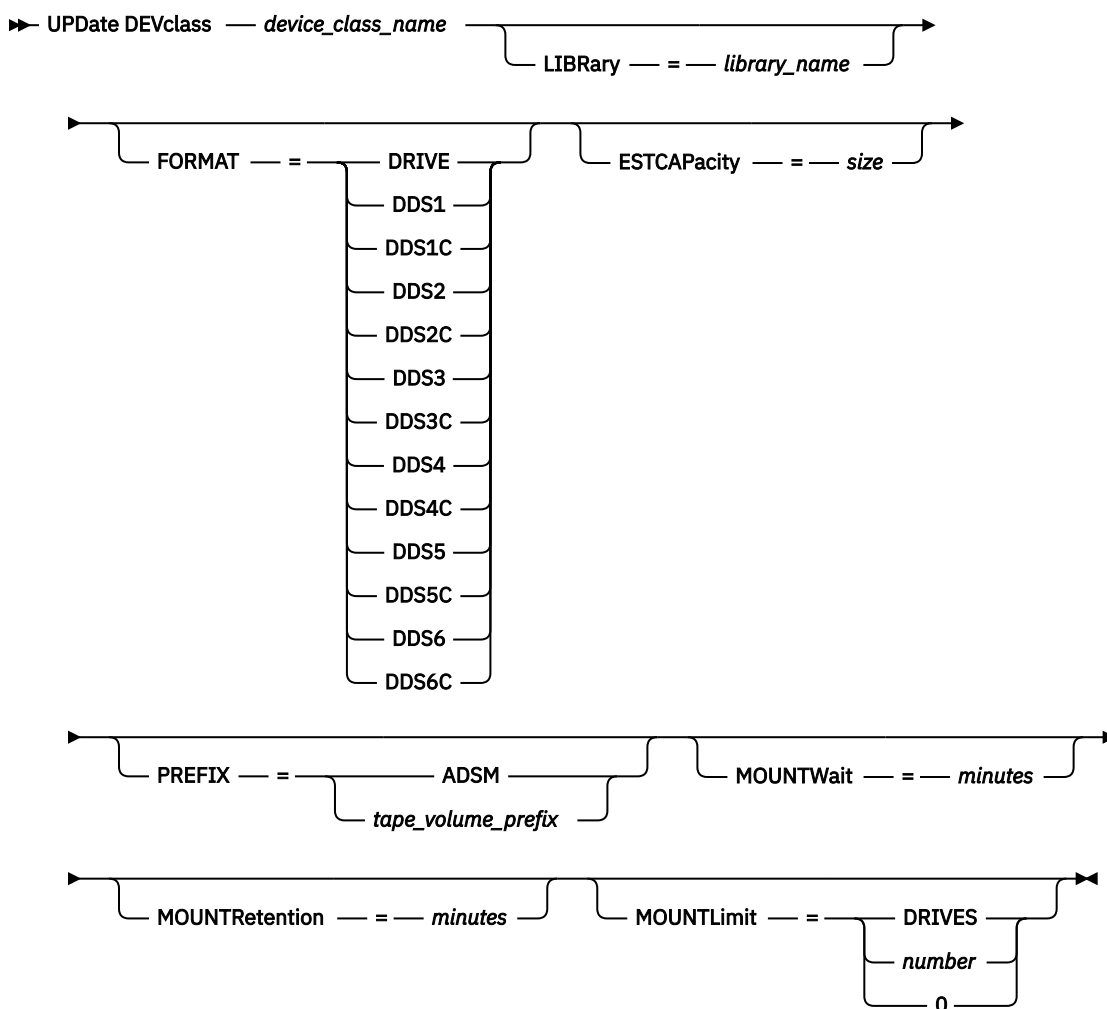 UPDate DEVclass — device_class_name
LIBRary — = — library_name
FORMAT — = — DRIVE
DDS1
DDS1C
DDS2
DDS2C
DDS3
DDS3C
DDS4
DDS4C
DDS5
DDS5C
DDS6
DDS6C
ESTCAPacity — = — size
PREFIX — = — ADSM
tape_volume_prefix
MOUNTWait — = — minutes
MOUNTRetention — = — minutes
MOUNTLimit — = — DRIVES
number
0